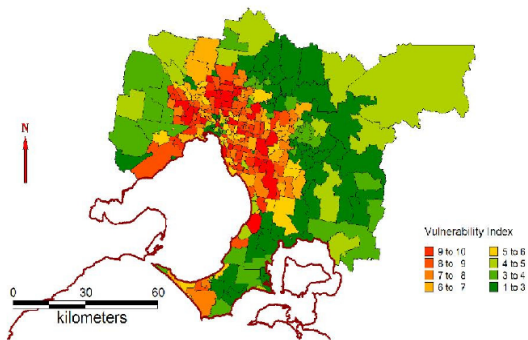 N
Vulnerability Index
9 to 10
8 to 9
7 to 8
6 to 7
5 to 6
4 to 5
3 to 4
1 to 3
0 30 60
kilometers